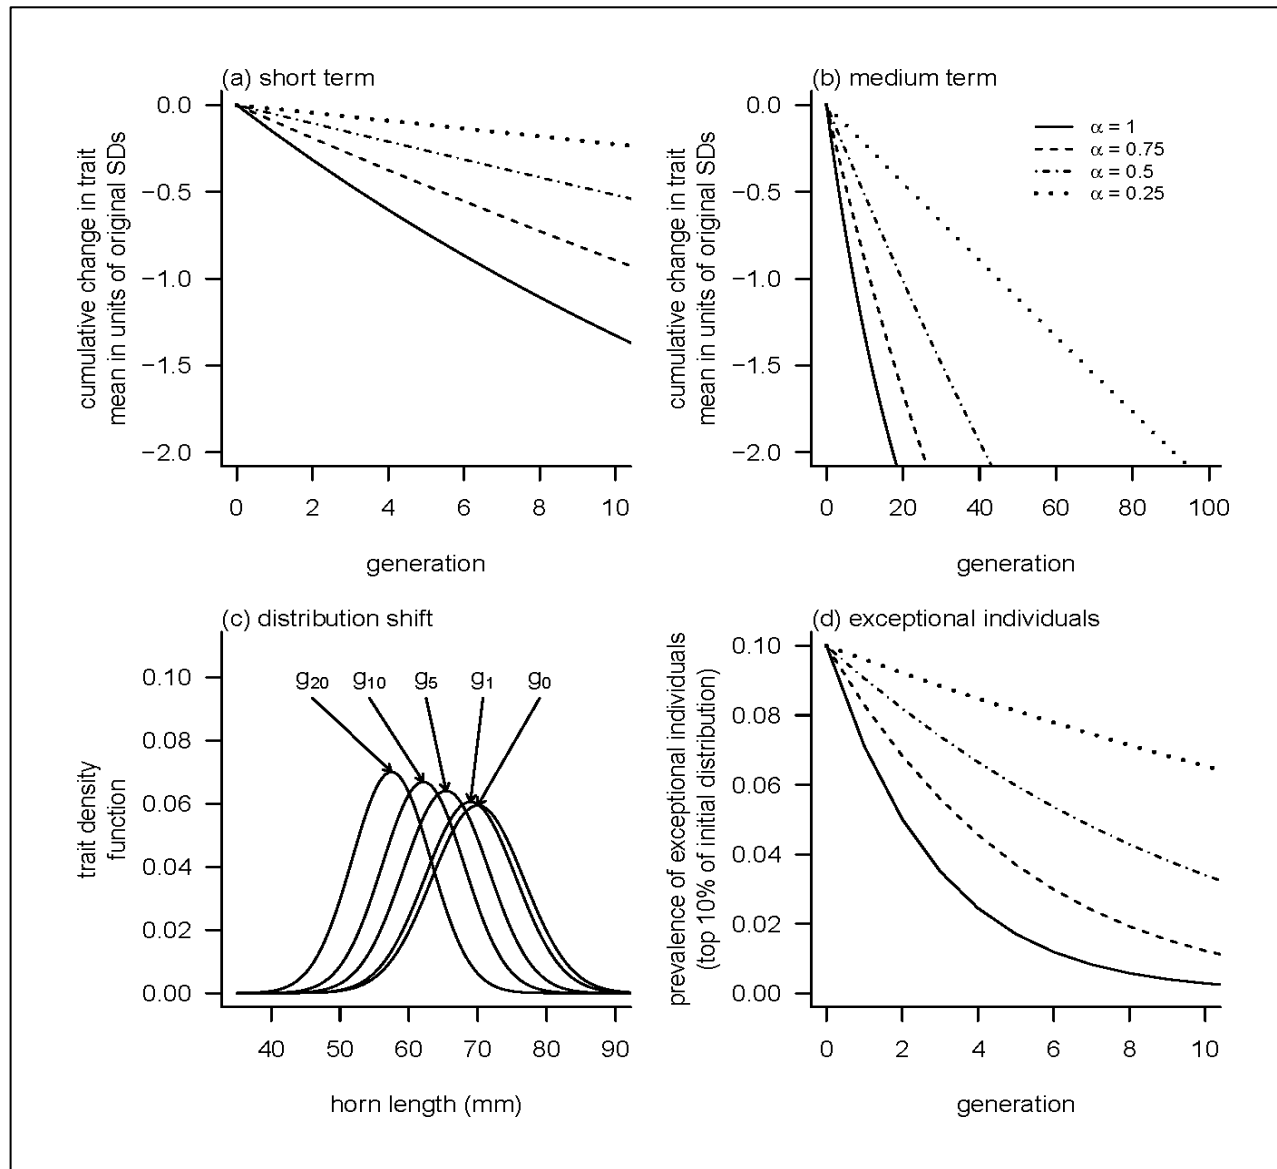 (a) short term
cumulative change in trait
mean in units of original SDs
0.0
−0.5
−1.0
−1.5
−2.0
0 2 4 6 8 10
generation
(b) medium term
cumulative change in trait
mean in units of original SDs
0.0
−0.5
−1.0
−1.5
−2.0
α = 1
α = 0.75
α = 0.5
α = 0.25
0 20 40 60 80 100
generation
(c) distribution shift
trait density
function
0.10
0.08
0.06
0.04
0.02
0.00
g20 g10 g5 g1 g0
40 50 60 70 80 90
horn length (mm)
(d) exceptional individuals
prevalence of exceptional individuals
(top 10% of initial distribution)
0.10
0.08
0.06
0.04
0.02
0.00
0 2 4 6 8 10
generation